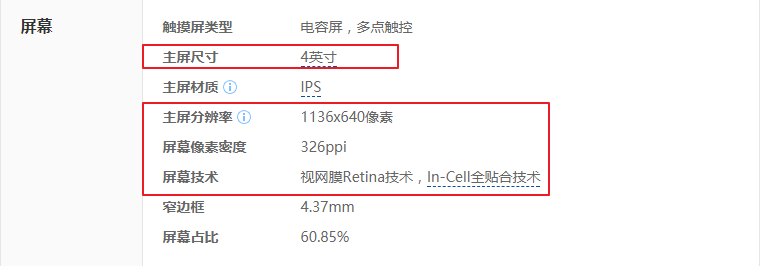 屏幕
触摸屏类型 电容屏，多点触控
主屏尺寸 4英寸
主屏材质 IPS
主屏分辨率 1136x640像素
屏幕像素密度 326ppi
屏幕技术 视网膜Retina技术，In-Cell全贴合技术
窄边框 4.37mm
屏幕占比 60.85%